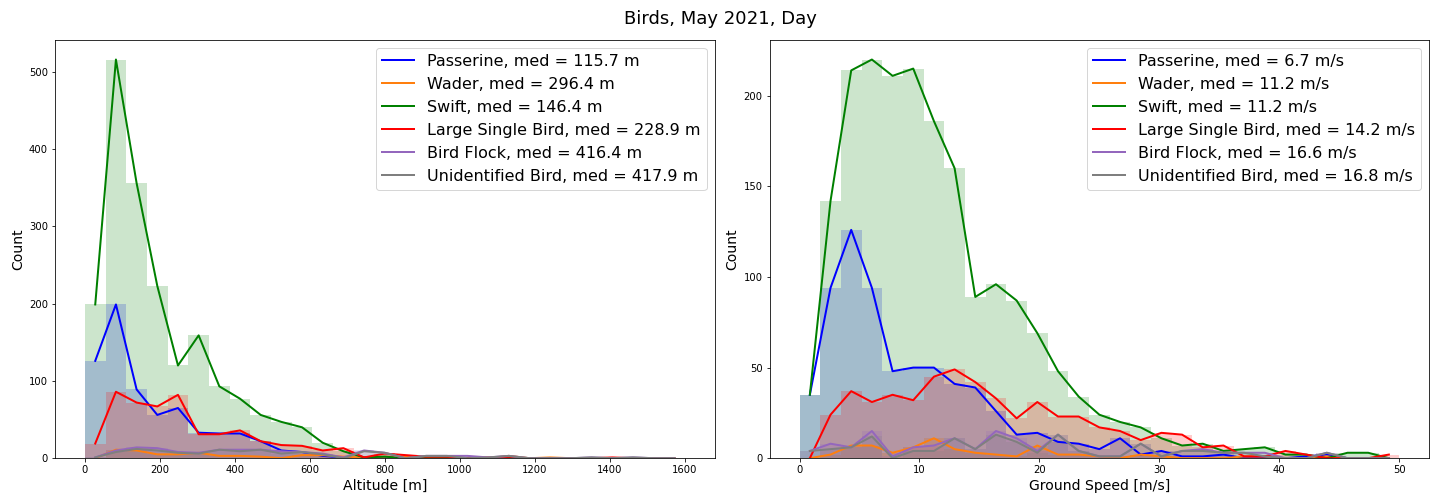 Birds, May 2021, Day
Passerine, med = 115.7 m
Wader, med = 296.4 m
Swift, med = 146.4 m
Large Single Bird, med = 228.9 m
Bird Flock, med = 416.4 m
Unidentified Bird, med = 417.9 m
Count
500
400
300
200
100
0
0
200
400
600
800
1000
1200
1400
1600
Altitude [m]
Passerine, med = 6.7 m/s
Wader, med = 11.2 m/s
Swift, med = 11.2 m/s
Large Single Bird, med = 14.2 m/s
Bird Flock, med = 16.6 m/s
Unidentified Bird, med = 16.8 m/s
Count
200
150
100
50
0
0
10
20
30
40
50
Ground Speed [m/s]